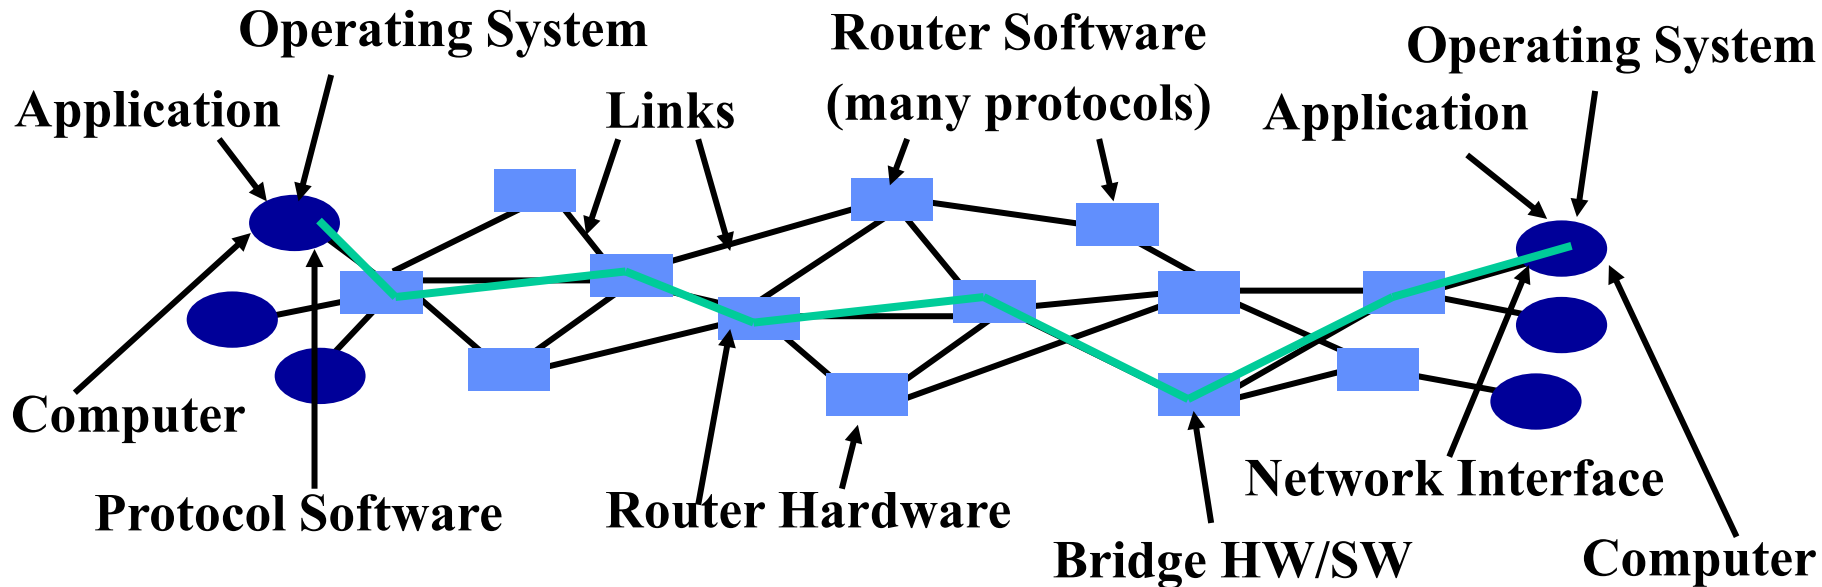 Operating System
Router Software
Operating System
Application
Links
(many protocols)
Application
Computer
Protocol Software
Router Hardware
Network Interface
Bridge HW/SW
Computer